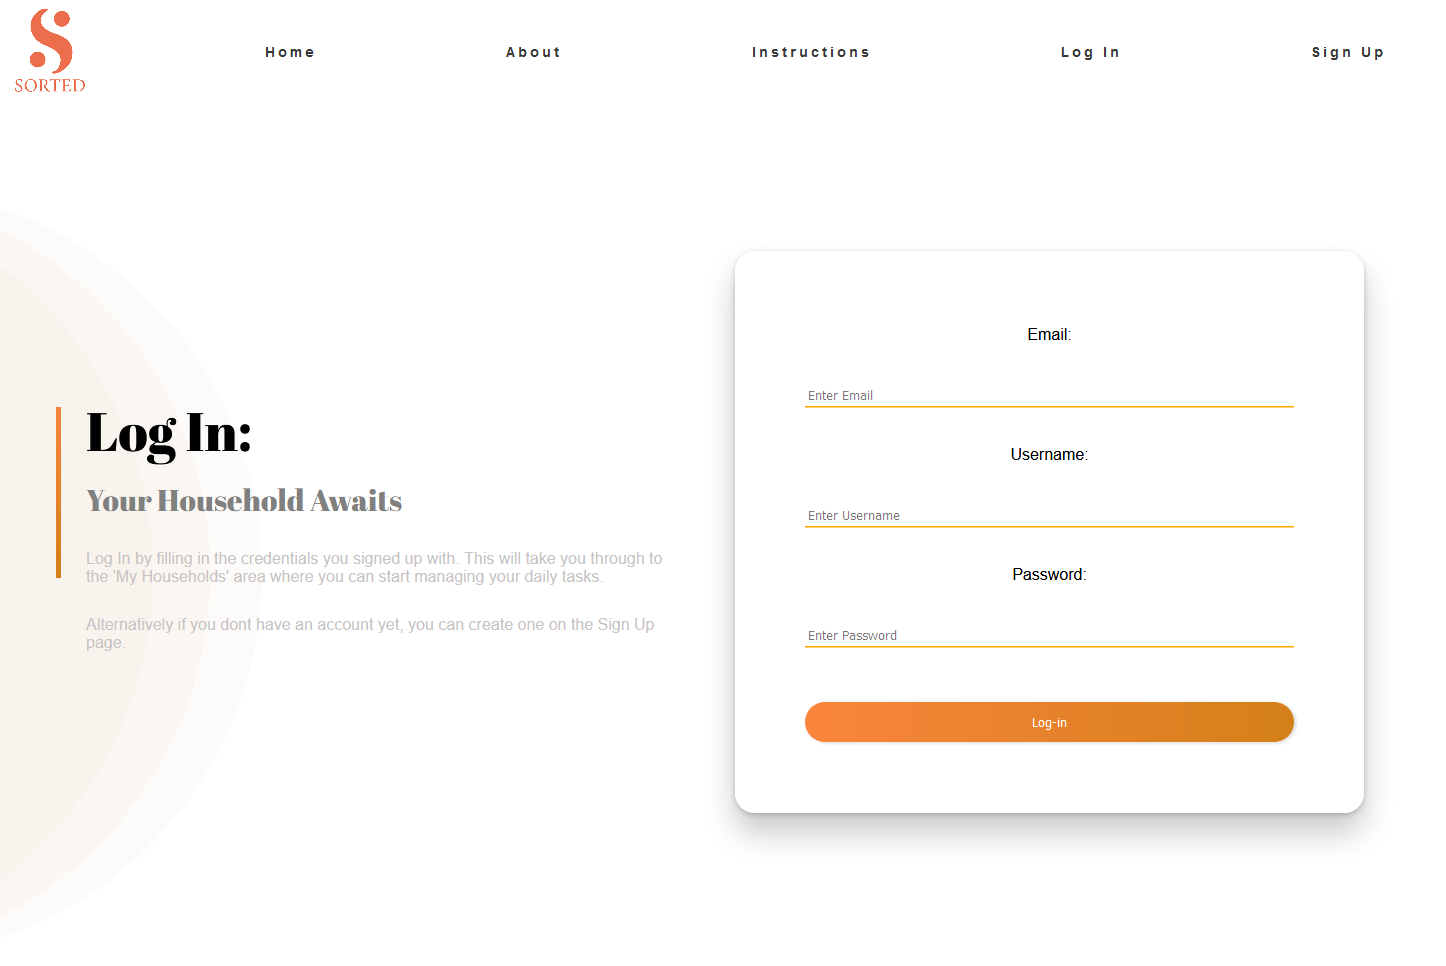 SORTED
Home
About
Instructions
Log In
Sign Up
Log In:
Your Household Awaits
Log In by filling in the credentials you signed up with. This will take you through to
the 'My Households' area where you can start managing your daily tasks.
Alternatively if you dont have an account yet, you can create one on the Sign Up
page.
Email:
Enter Email
Username:
Enter Username
Password:
Enter Password
Log-in